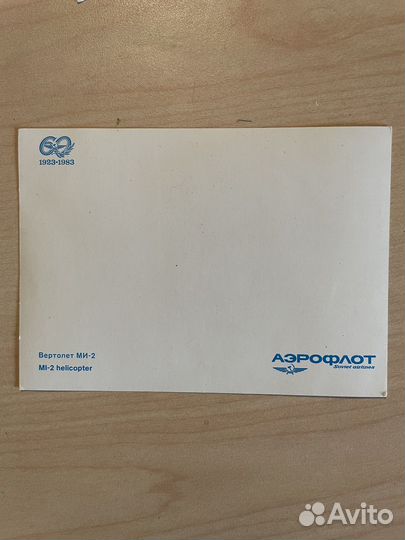 60
1923-1983
Вертолет МИ-2
MI-2 helicopter
АЭРОФЛОТ
Soviet airlines
Avito